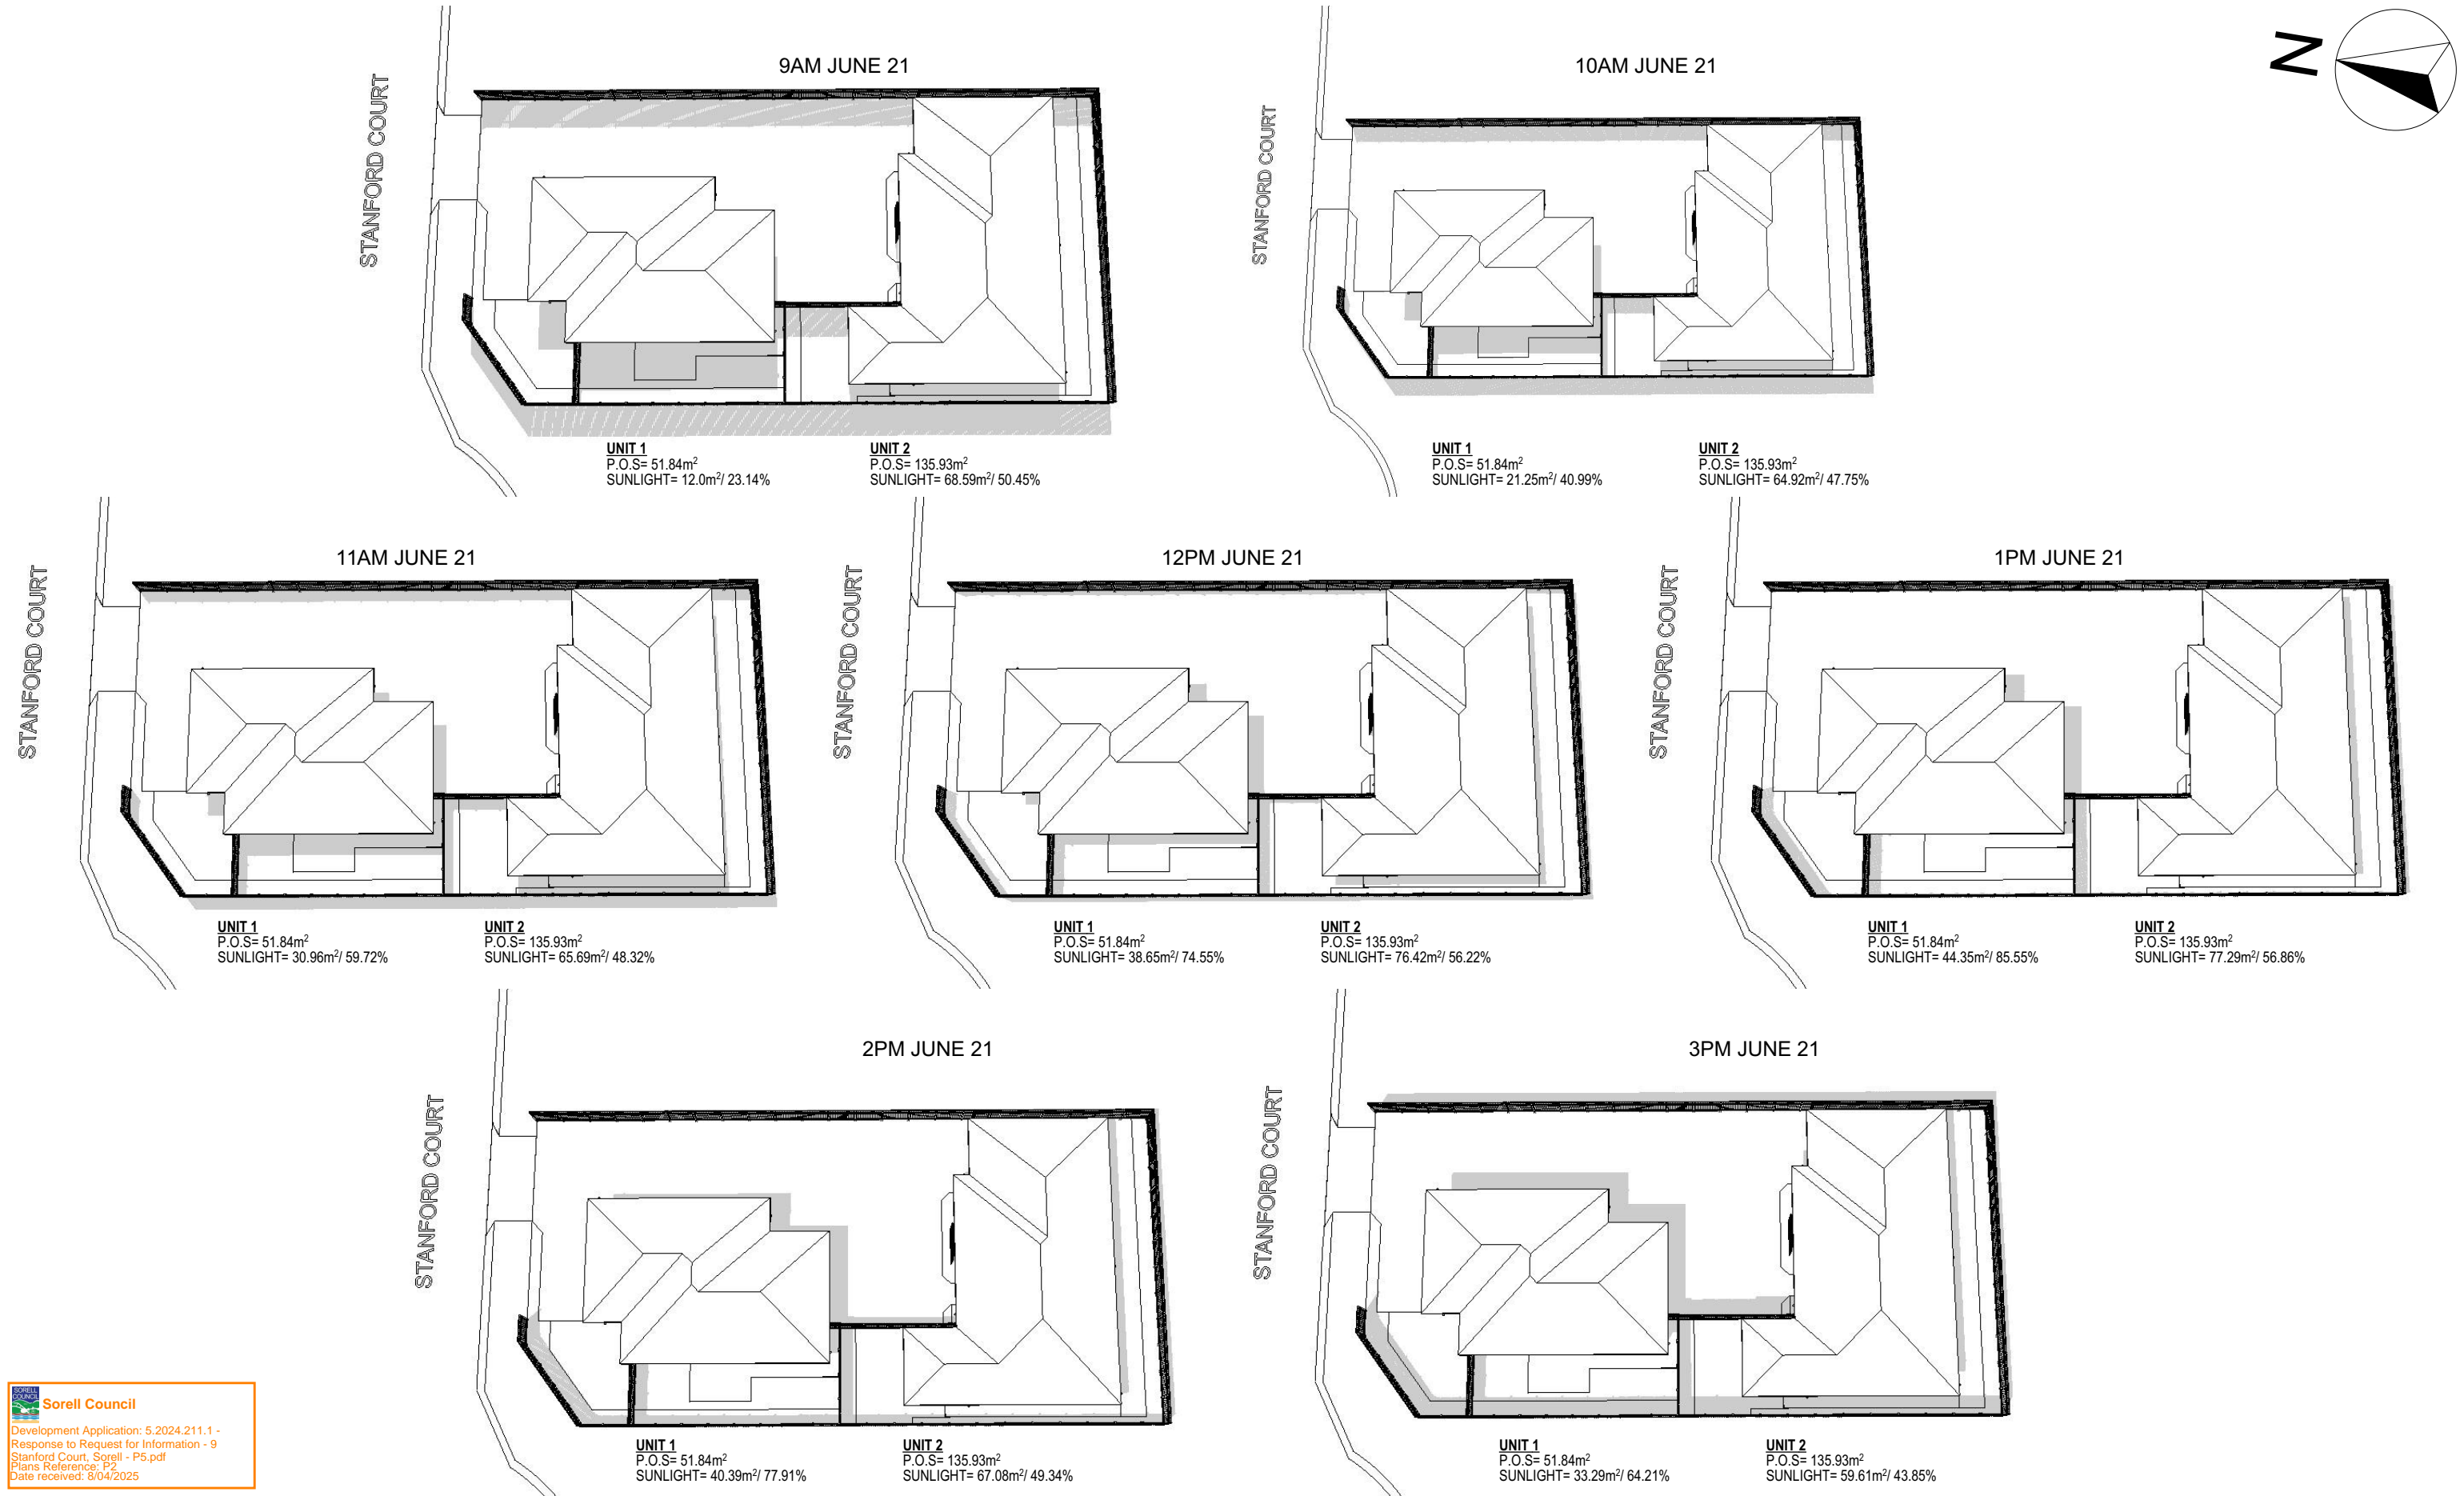 N
9AM JUNE 21
STANFORD COURT
UNIT 1
P.O.S= 51.84m²
SUNLIGHT= 12.0m²/ 23.14%
UNIT 2
P.O.S= 135.93m²
SUNLIGHT= 68.59m²/ 50.45%
10AM JUNE 21
STANFORD COURT
UNIT 1
P.O.S= 51.84m²
SUNLIGHT= 21.25m²/ 40.99%
UNIT 2
P.O.S= 135.93m²
SUNLIGHT= 64.92m²/ 47.75%
11AM JUNE 21
STANFORD COURT
UNIT 1
P.O.S= 51.84m²
SUNLIGHT= 30.96m²/ 59.72%
UNIT 2
P.O.S= 135.93m²
SUNLIGHT= 65.69m²/ 48.32%
12PM JUNE 21
STANFORD COURT
UNIT 1
P.O.S= 51.84m²
SUNLIGHT= 38.65m²/ 74.55%
UNIT 2
P.O.S= 135.93m²
SUNLIGHT= 76.42m²/ 56.22%
1PM JUNE 21
STANFORD COURT
UNIT 1
P.O.S= 51.84m²
SUNLIGHT= 44.35m²/ 85.55%
UNIT 2
P.O.S= 135.93m²
SUNLIGHT= 77.29m²/ 56.86%
2PM JUNE 21
STANFORD COURT
UNIT 1
P.O.S= 51.84m²
SUNLIGHT= 40.39m²/ 77.91%
UNIT 2
P.O.S= 135.93m²
SUNLIGHT= 67.08m²/ 49.34%
3PM JUNE 21
STANFORD COURT
UNIT 1
P.O.S= 51.84m²
SUNLIGHT= 33.29m²/ 64.21%
UNIT 2
P.O.S= 135.93m²
SUNLIGHT= 59.61m²/ 43.85%
SORELL
COUNCIL
Sorell Council
Development Application: 5.2024.211.1 -
Response to Request for Information - 9
Stanford Court, Sorell - P5.pdf
Plans Reference: P2
Date received: 8/04/2025